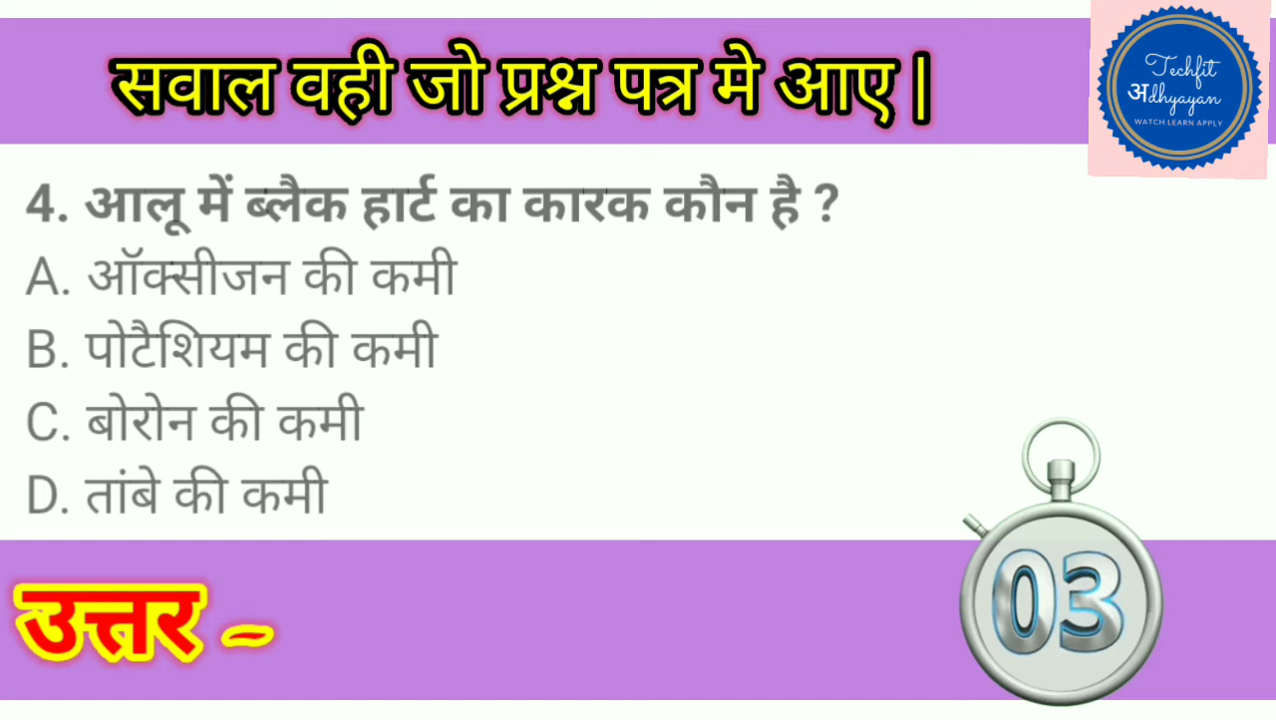 सवाल वही जो प्रश्न पत्र मे आए |
Techfit
अdhyayan
WATCH LEARN APPLY
4. आलू में ब्लैक हार्ट का कारक कौन है ?
A. ऑक्सीजन की कमी
B. पोटैशियम की कमी
C. बोरोन की कमी
D. तांबे की कमी
03
उत्तर –